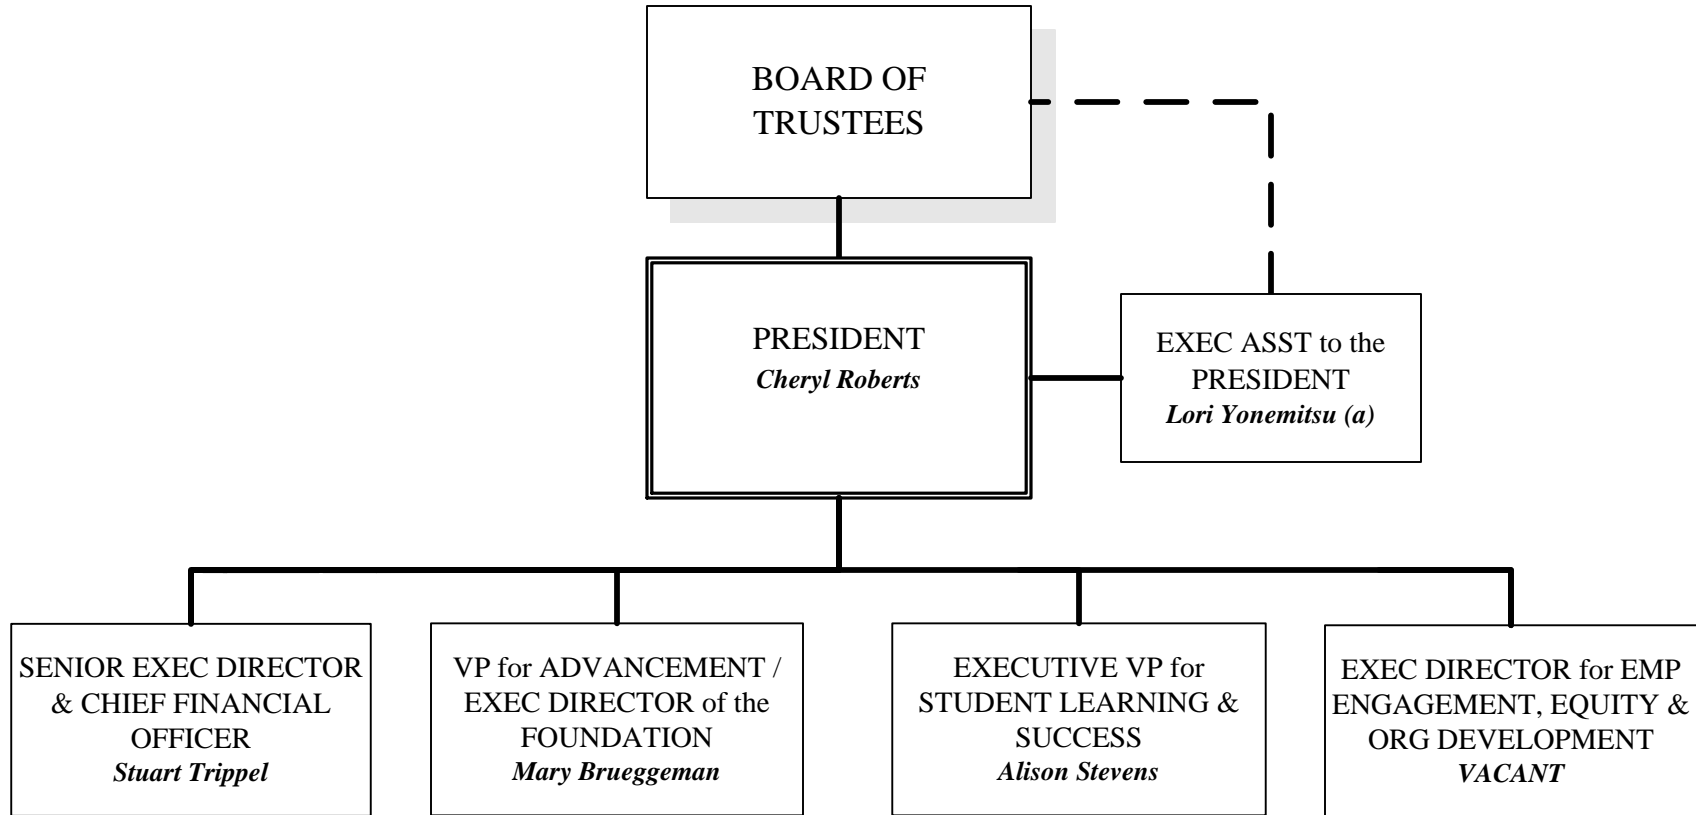 BOARD OF
TRUSTEES
PRESIDENT
Cheryl Roberts
EXEC ASST to the
PRESIDENT
Lori Yonemitsu (a)
SENIOR EXEC DIRECTOR
& CHIEF FINANCIAL
OFFICER
Stuart Trippel
VP for ADVANCEMENT /
EXEC DIRECTOR of the
FOUNDATION
Mary Brueggeman
EXECUTIVE VP for
STUDENT LEARNING &
SUCCESS
Alison Stevens
EXEC DIRECTOR for EMP
ENGAGEMENT, EQUITY &
ORG DEVELOPMENT
VACANT